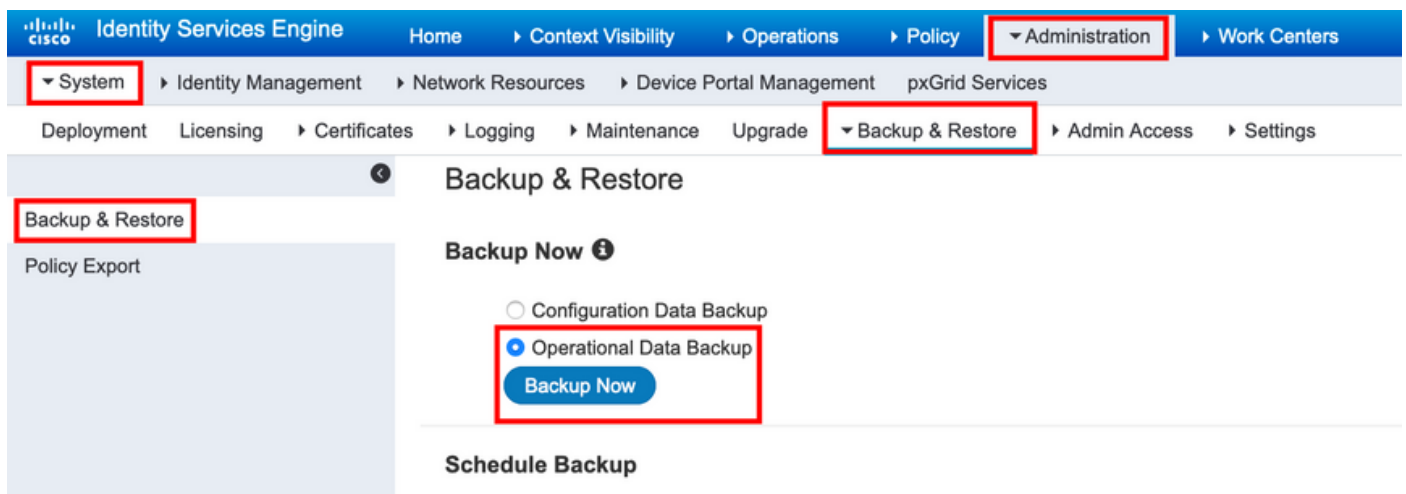 cisco Identity Services Engine Home Context Visibility Operations Policy Administration Work Centers
System Identity Management Network Resources Device Portal Management pxGrid Services
Deployment Licensing Certificates Logging Maintenance Upgrade Backup & Restore Admin Access Settings
Backup & Restore
Policy Export
Backup & Restore
Backup Now
Configuration Data Backup
Operational Data Backup
Backup Now
Schedule Backup